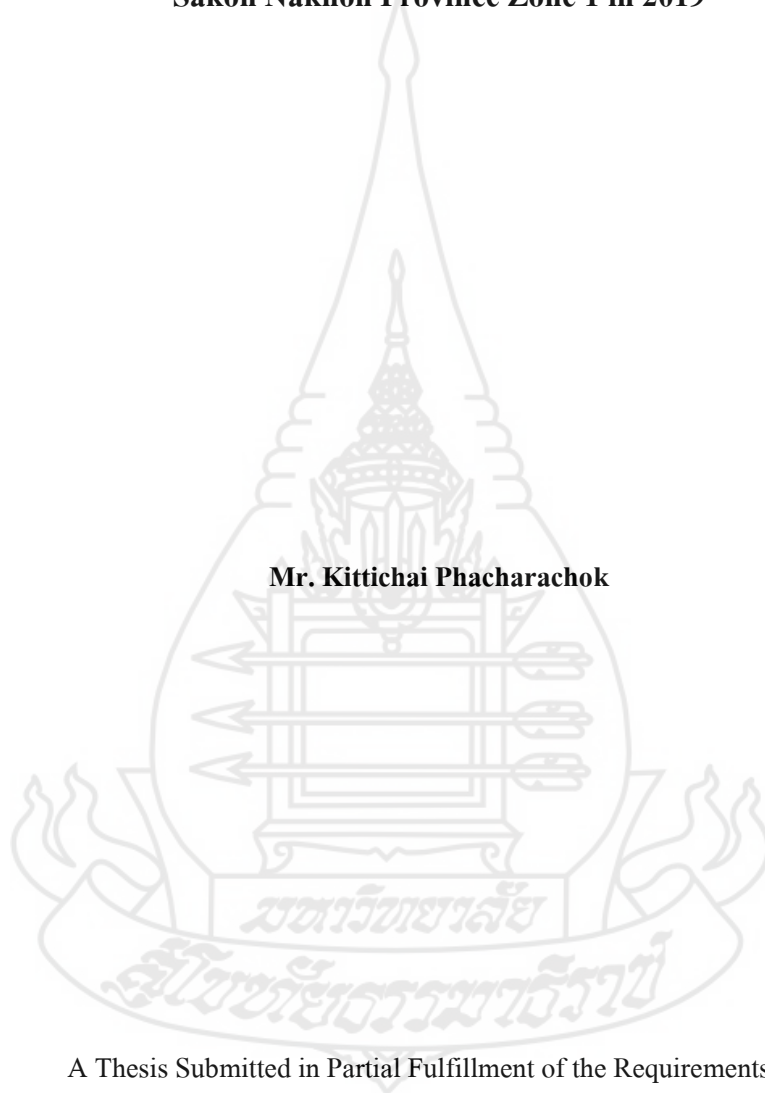 Sakon Nakhon Province Zone 1 in 2019
Mr. Kittichai Phacharachok
มหาวิทยาลัย
สุโขทัยธรรมาธิราช
A Thesis Submitted in Partial Fulfillment of the Requirements